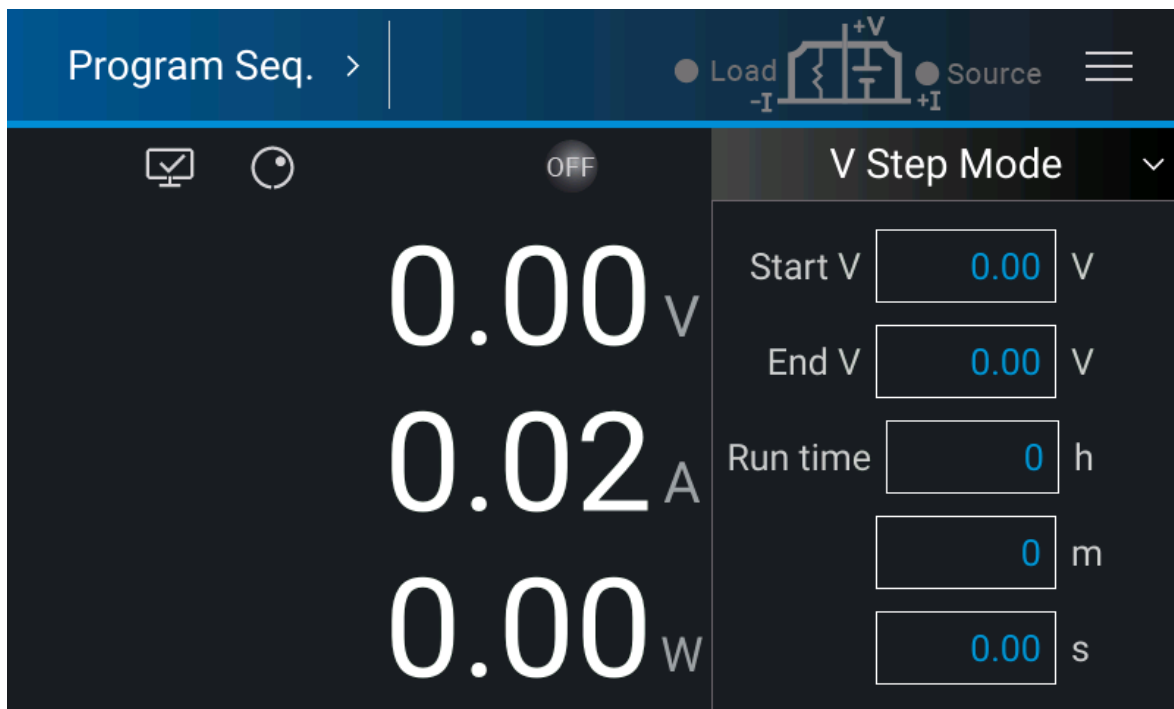 Program Seq. >
+V
Load
Source
-I
+I
OFF
V Step Mode
0.00 V
0.02 A
0.00 W
Start V 0.00 V
End V 0.00 V
Run time 0 h
0 m
0.00 s